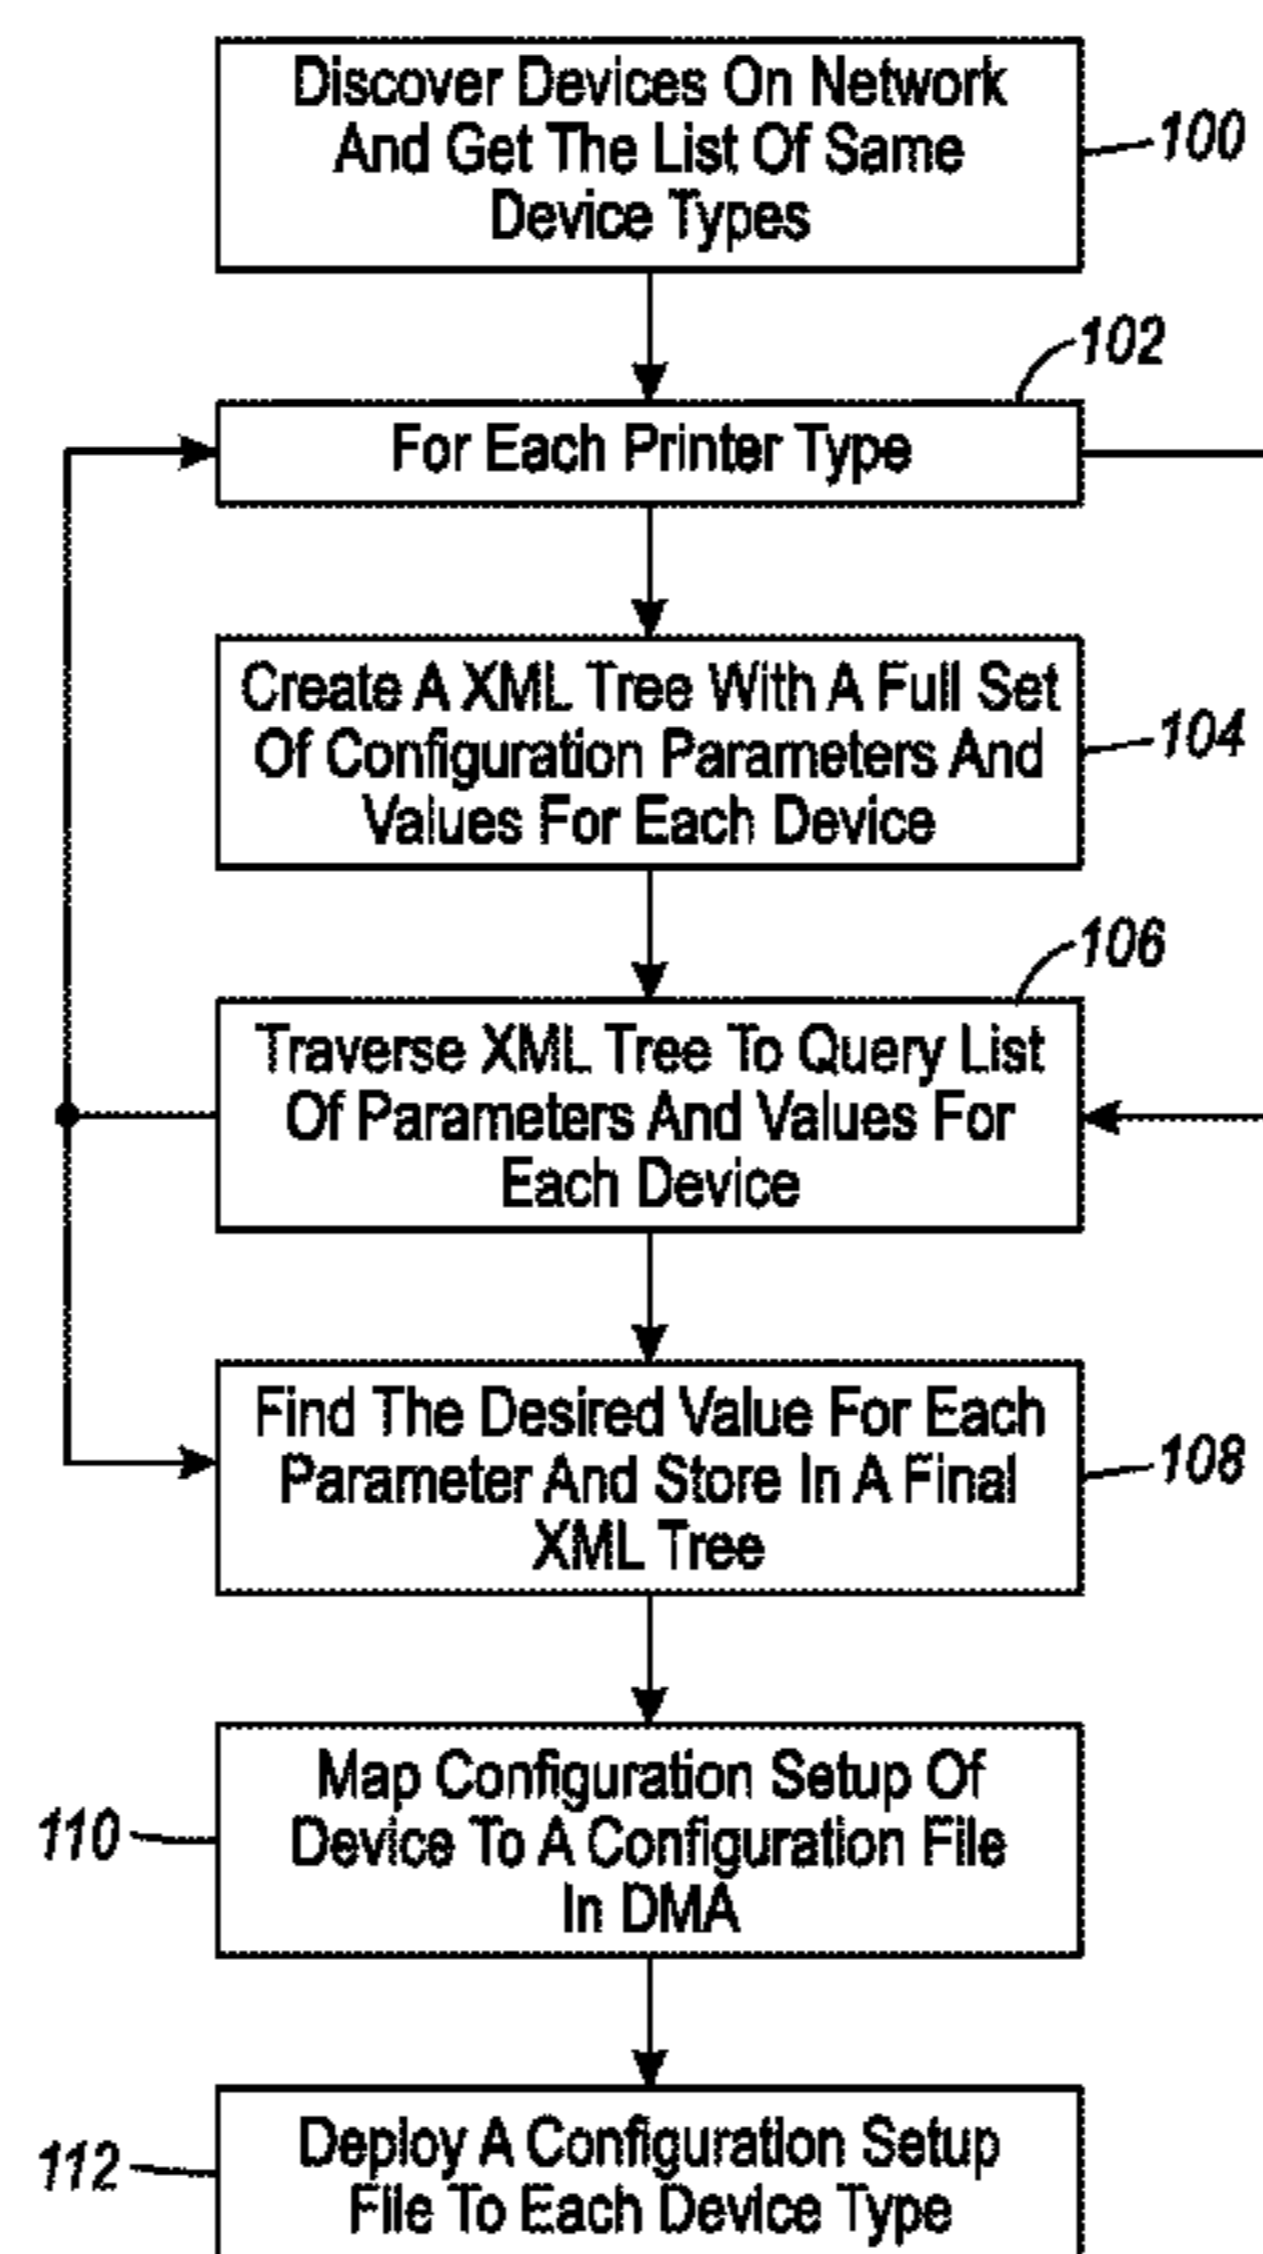 Discover Devices On Network
And Get The List Of Same
Device Types
100
102
For Each Printer Type
Create A XML Tree With A Full Set
Of Configuration Parameters And
Values For Each Device
104
106
Traverse XML Tree To Query List
Of Parameters And Values For
Each Device
Find The Desired Value For Each
Parameter And Store In A Final
XML Tree
108
Map Configuration Setup Of
Device To A Configuration File
In DMA
110
Deploy A Configuration Setup
File To Each Device Type
112